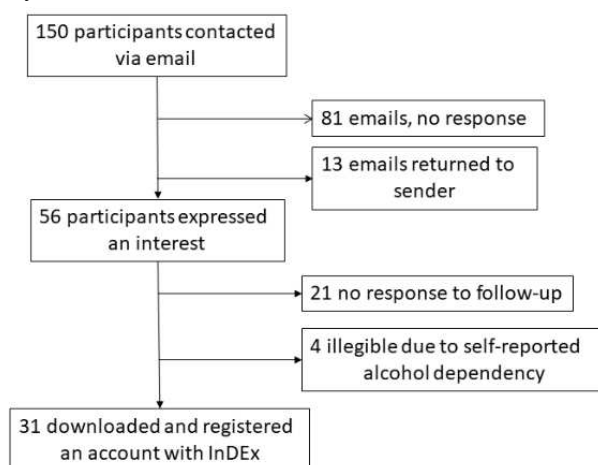 150 participants contacted
via email
81 emails, no response
13 emails returned to
sender
56 participants expressed
an interest
21 no response to follow-up
4 illegible due to self-reported
alcohol dependency
31 downloaded and registered
an account with InDEx